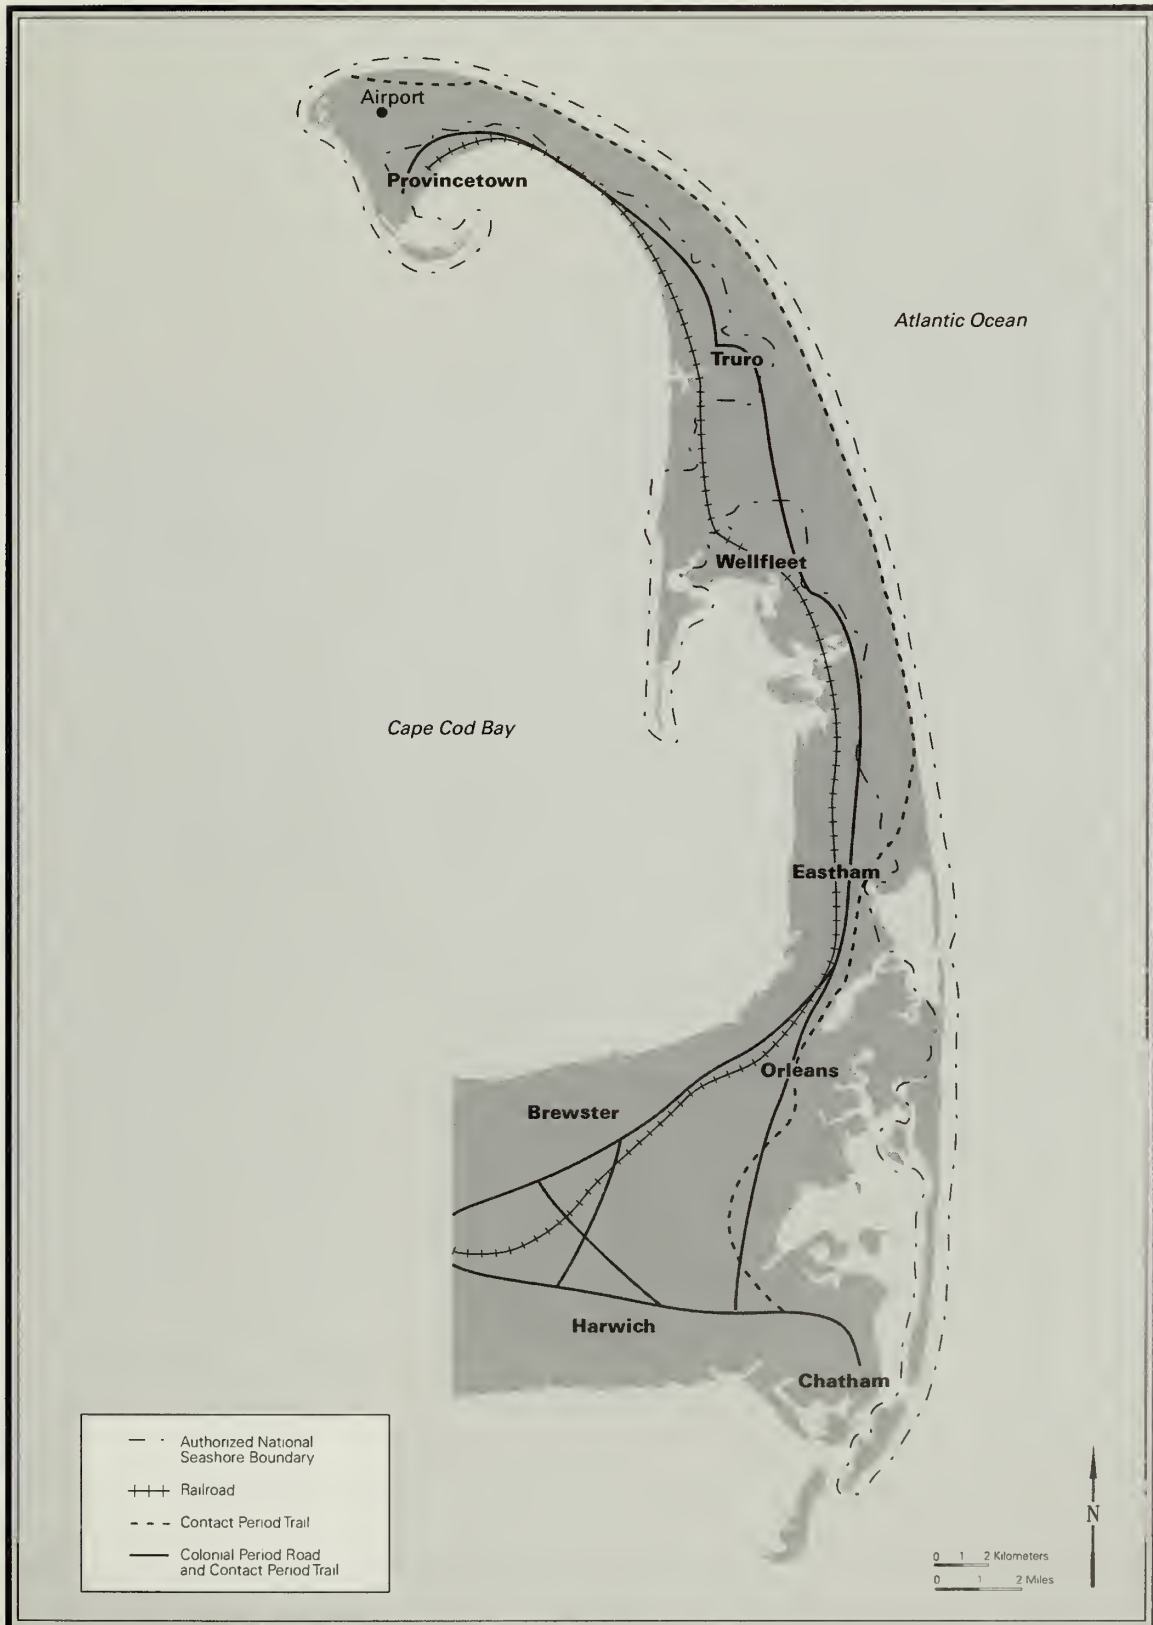 Airport
Provincetown
Atlantic Ocean
Truro
Wellfleet
Cape Cod Bay
Eastham
Orleans
Brewster
Harwich
Chatham
Authorized National
Seashore Boundary
Railroad
Contact Period Trail
Colonial Period Road
and Contact Period Trail
N
0 1 2 Kilometers
0 1 2 Miles